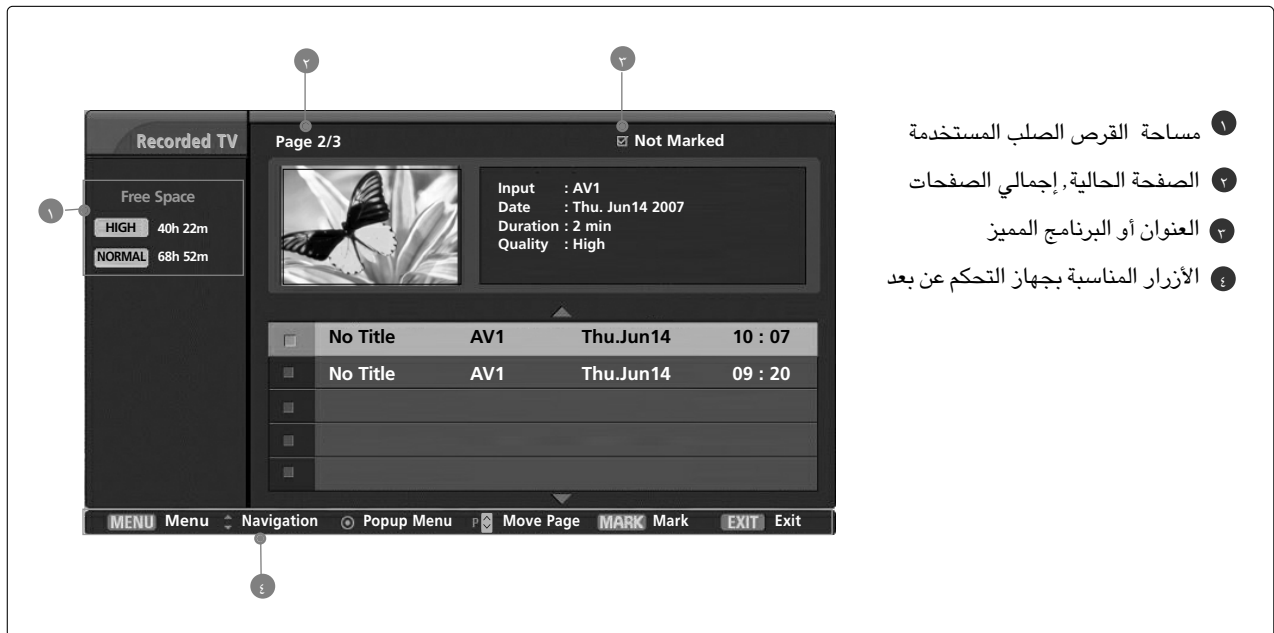 ٢
٣
Recorded TV
Page 2/3
☑ Not Marked
١
Free Space
HIGH 40h 22m
NORMAL 68h 52m
Input : AV1
Date : Thu. Jun14 2007
Duration : 2 min
Quality : High
No Title AV1 Thu.Jun14 10 : 07
No Title AV1 Thu.Jun14 09 : 20
MENU Menu Navigation Popup Menu P Move Page MARK Mark EXIT Exit
٤
١ مساحة القرص الصلب المستخدمة
٢ الصفحة الحالية, إجمالي الصفحات
٣ العنوان أو البرنامج المميز
٤ الأزرار المناسبة بجهاز التحكم عن بعد